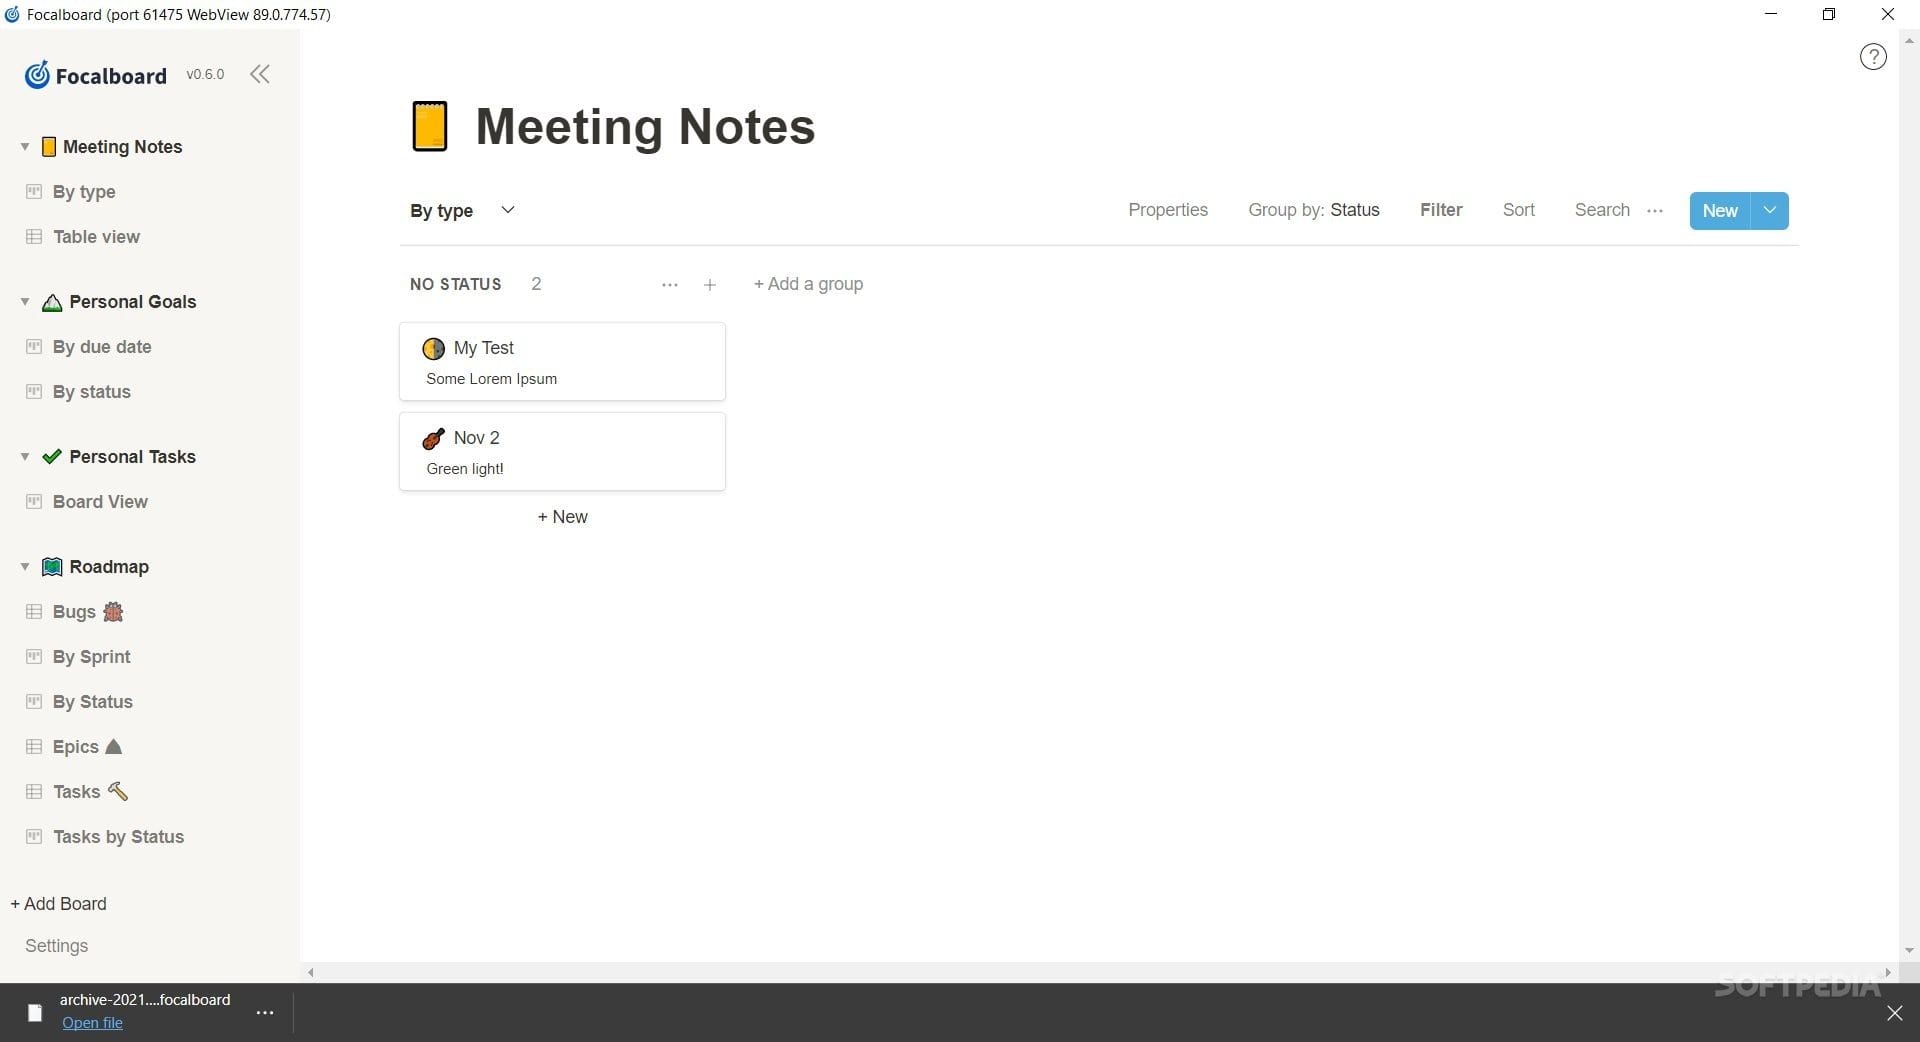 Focalboard (port 61475 WebView 89.0.774.57)
Focalboard v0.6.0
Meeting Notes
By type
Table view
Personal Goals
By due date
By status
Personal Tasks
Board View
Roadmap
Bugs
By Sprint
By Status
Epics
Tasks
Tasks by Status
+ Add Board
Settings
?
Meeting Notes
By type
Properties Group by: Status Filter Sort Search ... New
NO STATUS 2 ... + + Add a group
My Test
Some Lorem Ipsum
Nov 2
Green light!
+ New
archive-2021....focalboard
Open file
...
SOFTPEDIA